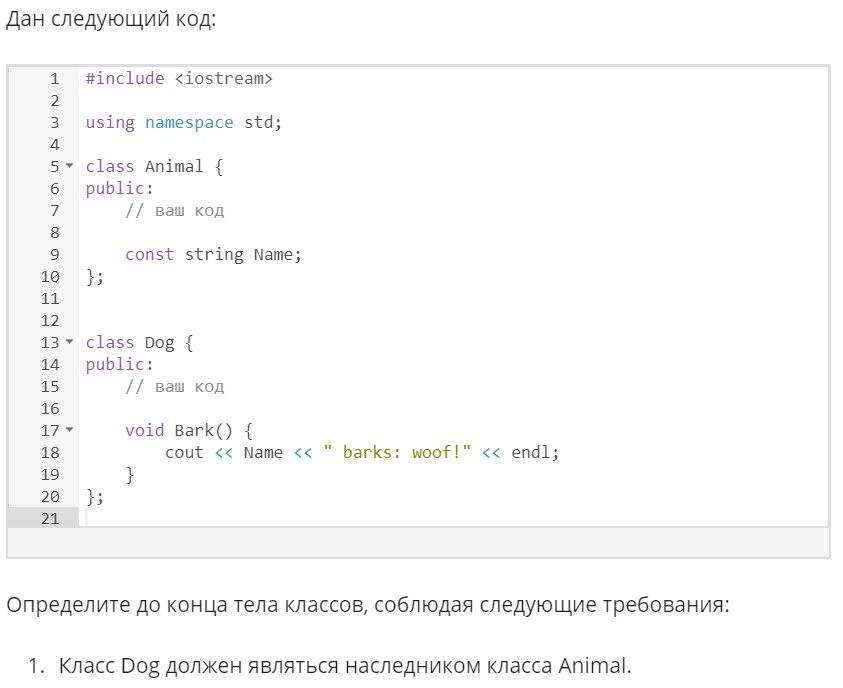 Дан следующий код:
1 #include <iostream>
2
3 using namespace std;
4
5 class Animal {
6 public:
7 // ваш код
8
9 const string Name;
10 };
11
12
13 class Dog {
14 public:
15 // ваш код
16
17 void Bark() {
18 cout << Name << " barks: woof!" << endl;
19 }
20 };
21
Определите до конца тела классов, соблюдая следующие требования:
1. Класс Dog должен являться наследником класса Animal.